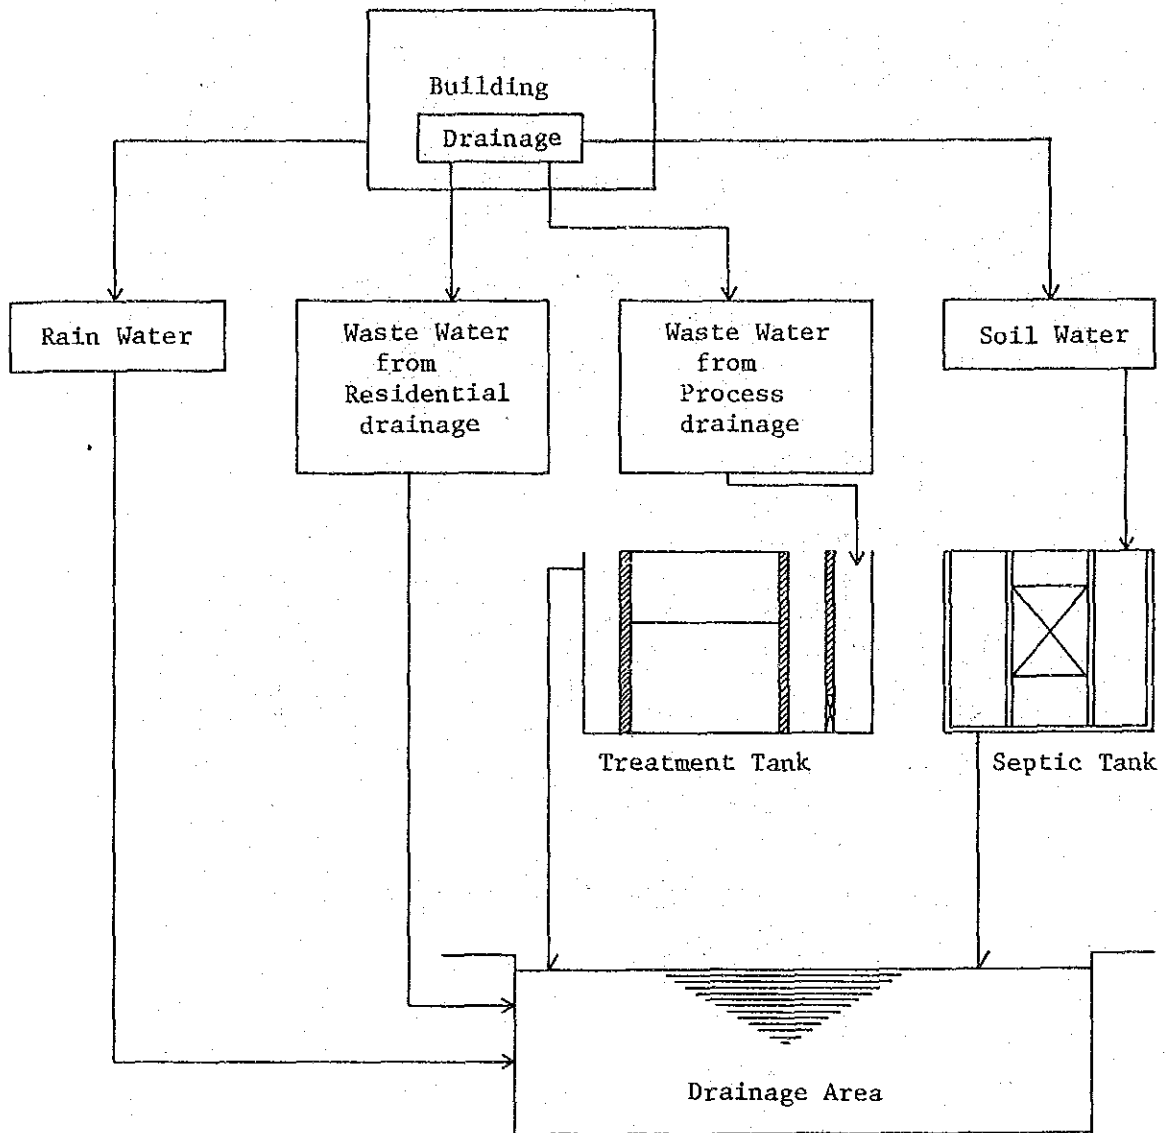 Building
Drainage
Rain Water
Waste Water
from
Residential
drainage
Waste Water
from
Process
drainage
Soil Water
Treatment Tank
Septic Tank
Drainage Area